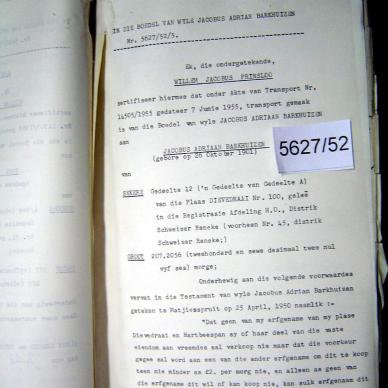 IN DIE BOEDEL VAN WYLE JACOBUS ADRIAN BARKHUIZEN
Nr. 5627/52/5.
Ek, die ondergetekende,
WILLEM JACOBUS PRINSLOO
sertifiseer hiermee dat onder Akte van Transport Nr.
14505/1955 gedateer 7 Junie 1955, transport gemaak
is van die Boedel van wyle JACOBUS ADRIAAN BARKHUIZEN
aan
JACOBUS ADRIAAN BARKHUIZEN
(gebore op 26 Oktober 1901)
5627/52
van
SEKERE Gedeelte 12 ('n Gedeelte van Gedeelte A)
van die Plaas DIEVEDRAAI Nr. 100, geleë
in die Registrasie Afdeling H.O., Distrik
Schweizer Reneke (voorheen Nr. 45, distrik
Schweizer Reneke;)
GROOT 207.2056 (tweehonderd en sewe desimaal twee nul
vyf ses) morge;
Onderhewig aan die volgende voorwaardes
vervat in die Testament van wyle Jacobus Adrian Barkhuizen
geteken te Watjiesspruit op 25 April, 1950 naamlik :-
"Dat geen van my erfgename van my plase
Dievedraai en Hartbeespan sy of haar deel van die vaste
eiendom aan vreemdes sal verkoop nie maar dat die voorkeur
gegee sal word aan een van die ander erfgename om dit te koop
teen nie minder as £2. per morg nie, en alleen as geen van
die erfgename dit wil of kan koop nie, kan sulk erfgename dit